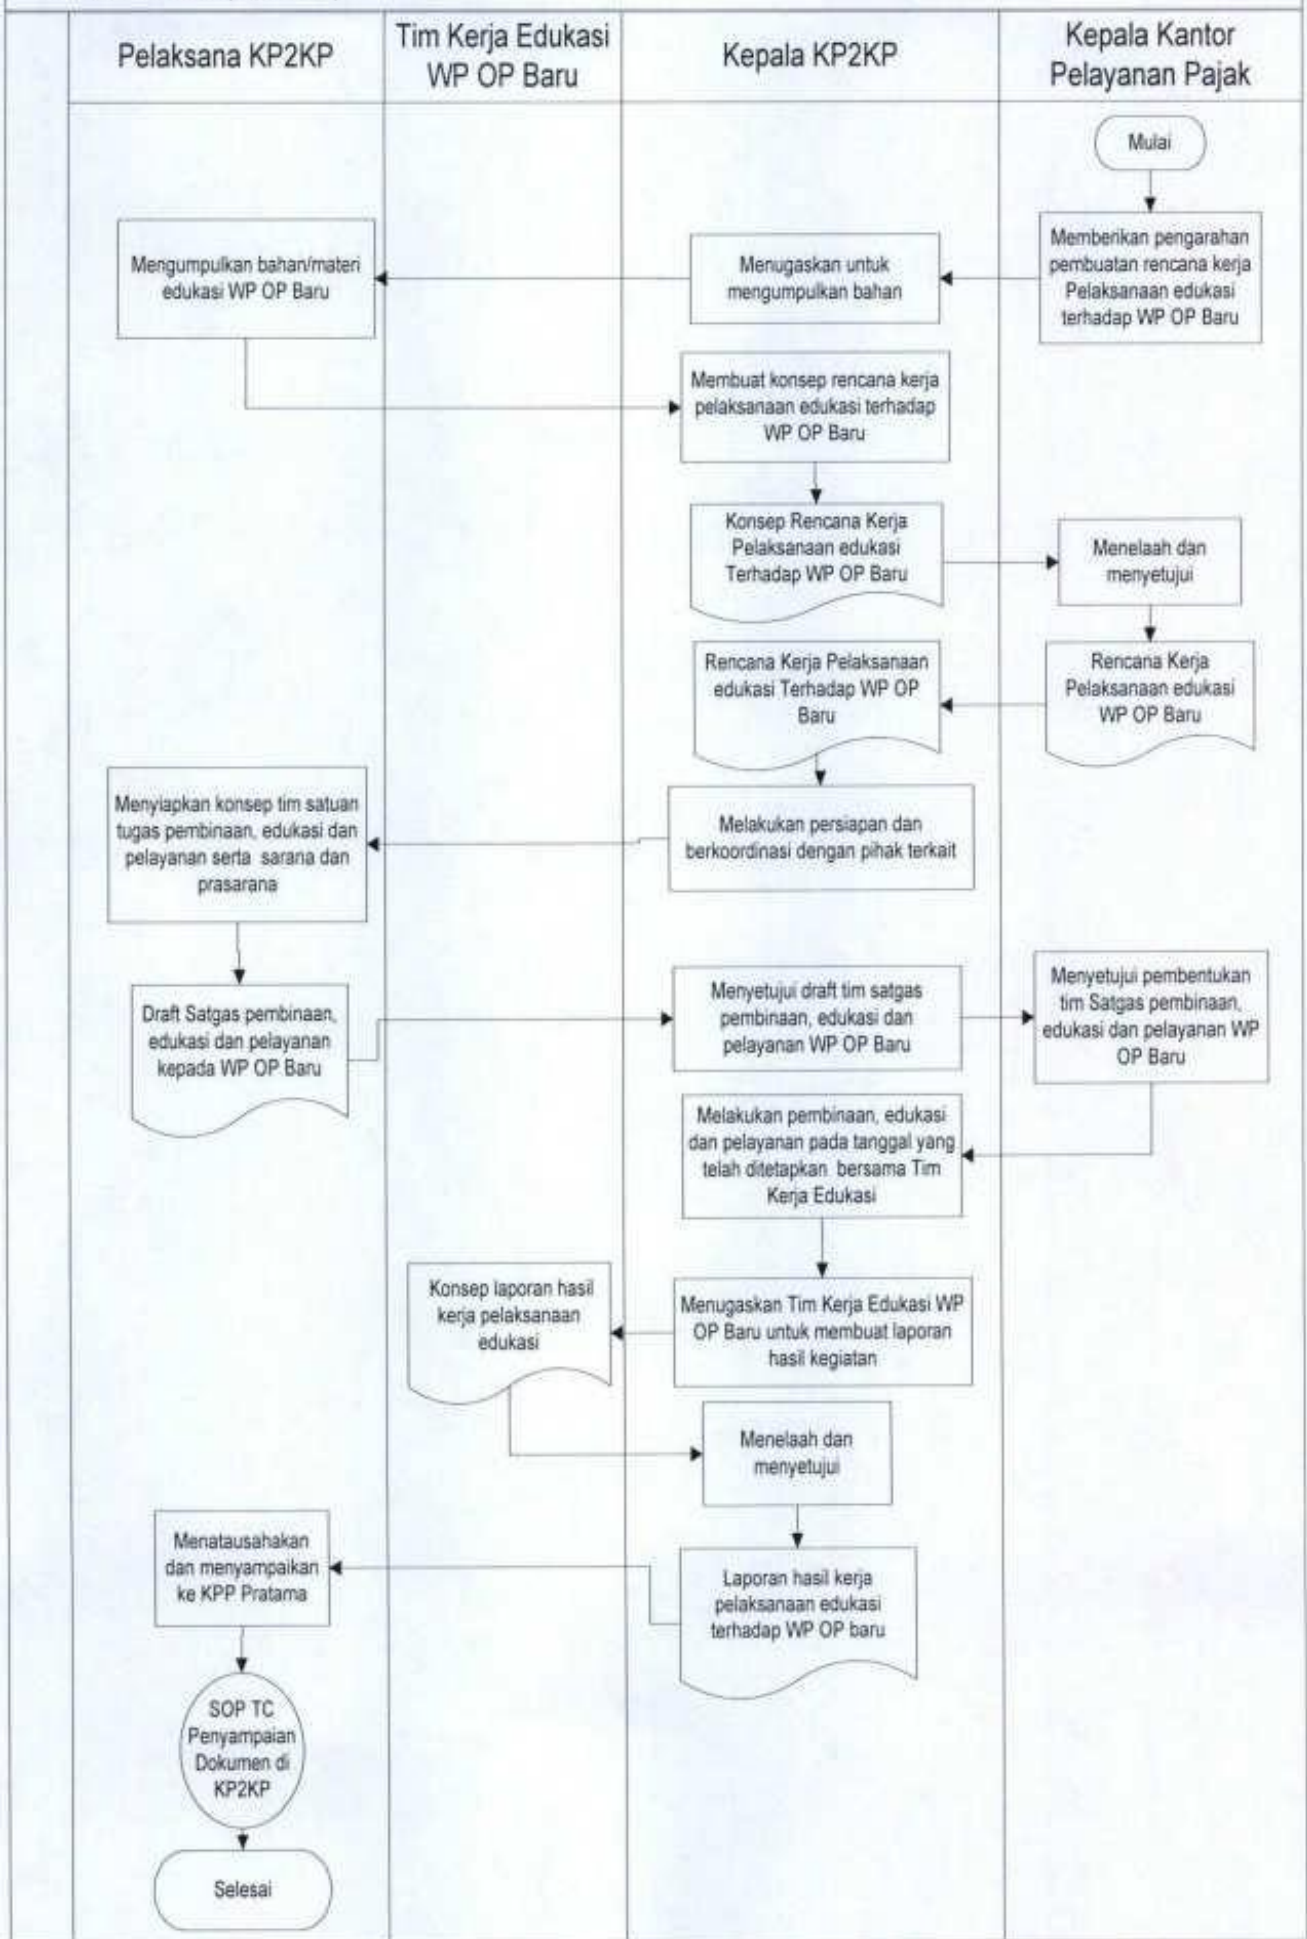 Pelaksana KP2KP
Tim Kerja Edukasi
WP OP Baru
Kepala KP2KP
Kepala Kantor
Pelayanan Pajak
Mulai
Memberikan pengarahan
pembuatan rencana kerja
Pelaksanaan edukasi
terhadap WP OP Baru
Menugaskan untuk
mengumpulkan bahan
Mengumpulkan bahan/materi
edukasi WP OP Baru
Membuat konsep rencana kerja
pelaksanaan edukasi terhadap
WP OP Baru
Konsep Rencana Kerja
Pelaksanaan edukasi
Terhadap WP OP Baru
Menelaah dan
menyetujui
Rencana Kerja
Pelaksanaan edukasi
WP OP Baru
Rencana Kerja Pelaksanaan
edukasi Terhadap WP OP
Baru
Melakukan persiapan dan
berkoordinasi dengan pihak terkait
Menyiapkan konsep tim satuan
tugas pembinaan, edukasi dan
pelayanan serta sarana dan
prasarana
Draft Satgas pembinaan,
edukasi dan pelayanan
kepada WP OP Baru
Menyetujui draft tim satgas
pembinaan, edukasi dan
pelayanan WP OP Baru
Menyetujui pembentukan
tim Satgas pembinaan,
edukasi dan pelayanan WP
OP Baru
Melakukan pembinaan, edukasi
dan pelayanan pada tanggal yang
telah ditetapkan bersama Tim
Kerja Edukasi
Menugaskan Tim Kerja Edukasi WP
OP Baru untuk membuat laporan
hasil kegiatan
Konsep laporan hasil
kerja pelaksanaan
edukasi
Menelaah dan
menyetujui
Laporan hasil kerja
pelaksanaan edukasi
terhadap WP OP baru
Menatausahakan
dan menyampaikan
ke KPP Pratama
SOP TC
Penyampaian
Dokumen di
KP2KP
Selesai